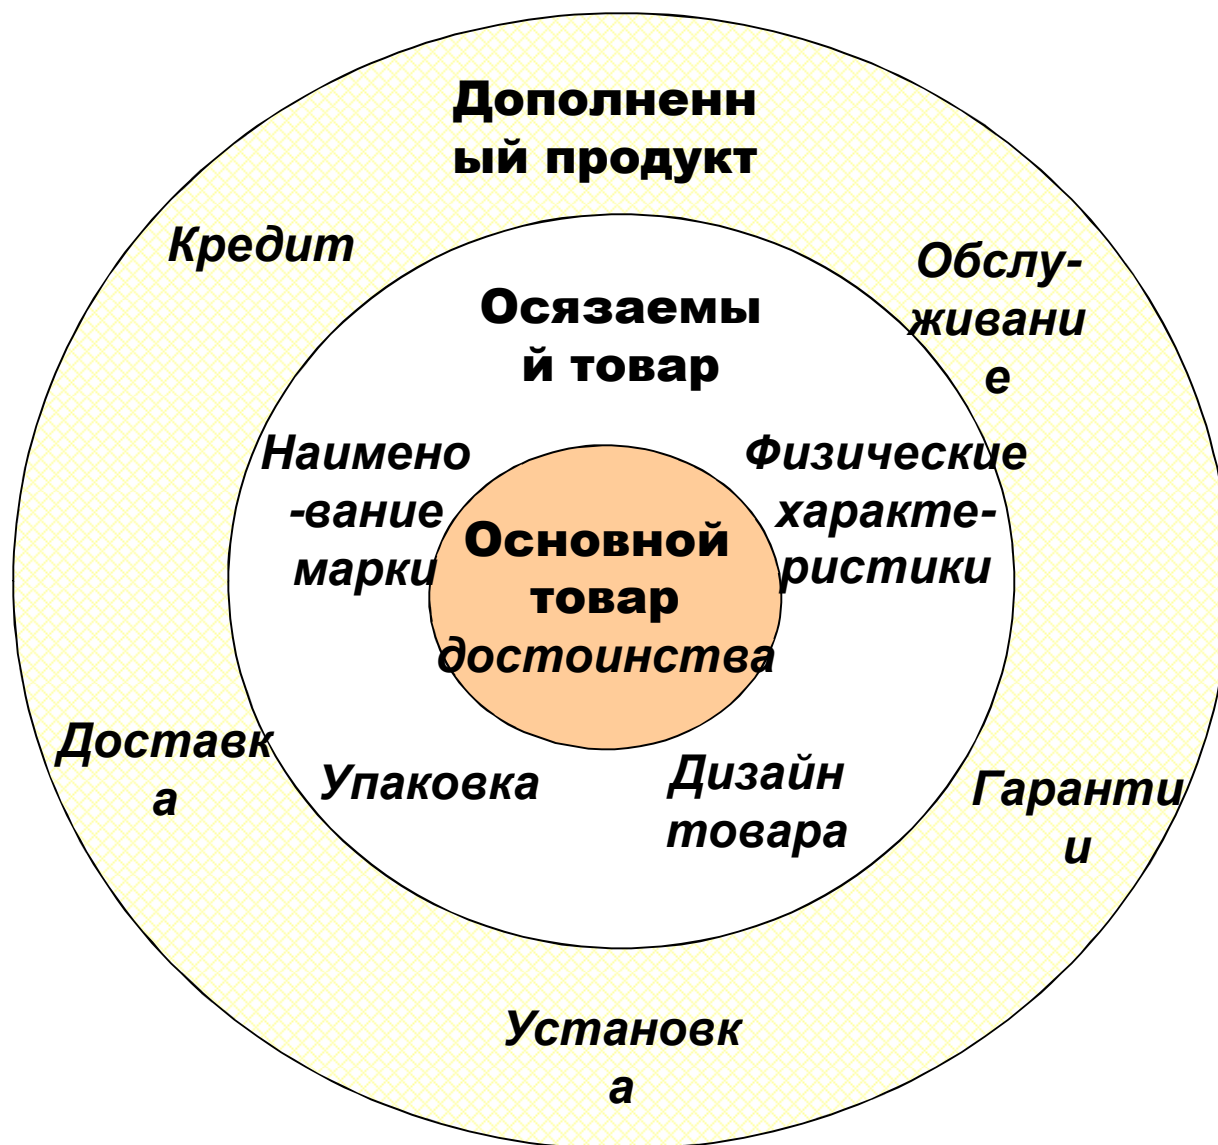 Дополненн
ый продукт
Кредит
Обслу-
живани
е
Осязаемы
й товар
Наимено
-вание
марки
Физические
характе-
ристики
Основной
товар
достоинства
Доставк
а
Упаковка
Дизайн
товара
Гаранти
и
Установк
а